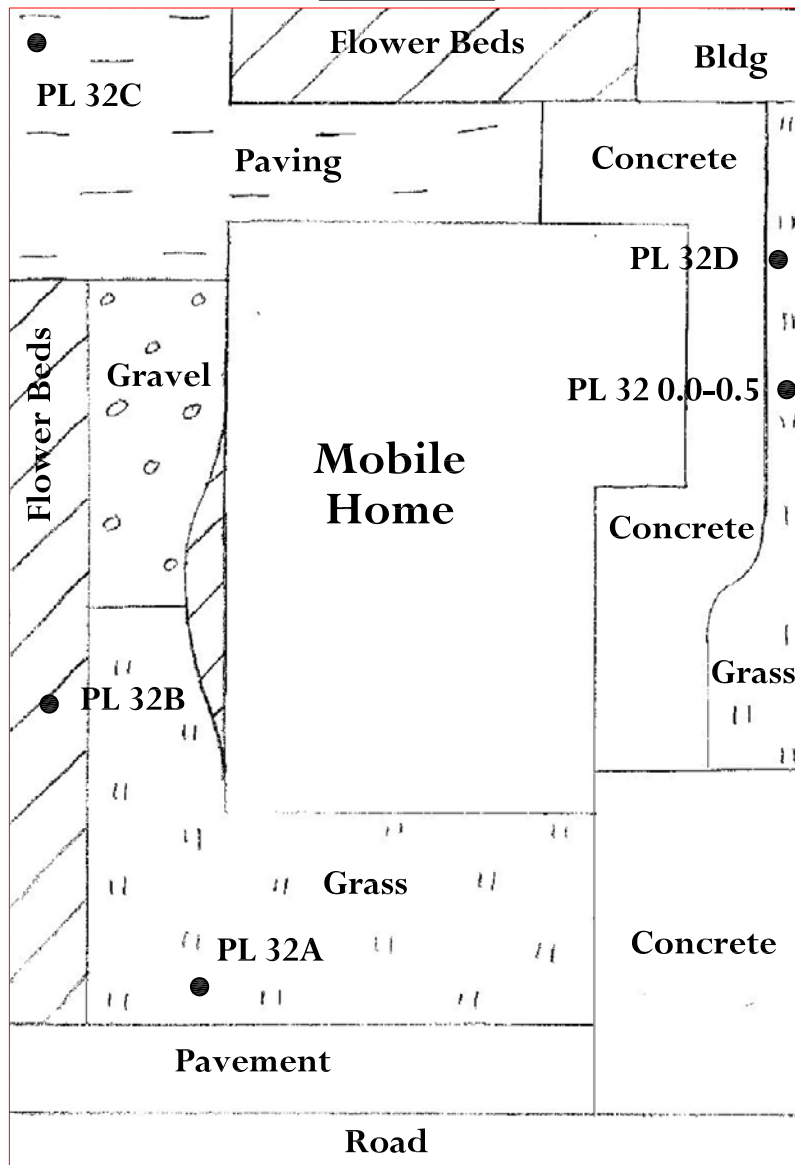 Flower Beds
Bldg
PL 32C
Paving
Concrete
PL 32D
Flower Beds
Gravel
PL 32 0.0-0.5
Mobile
Home
Concrete
PL 32B
Grass
Grass
PL 32A
Concrete
Pavement
Road